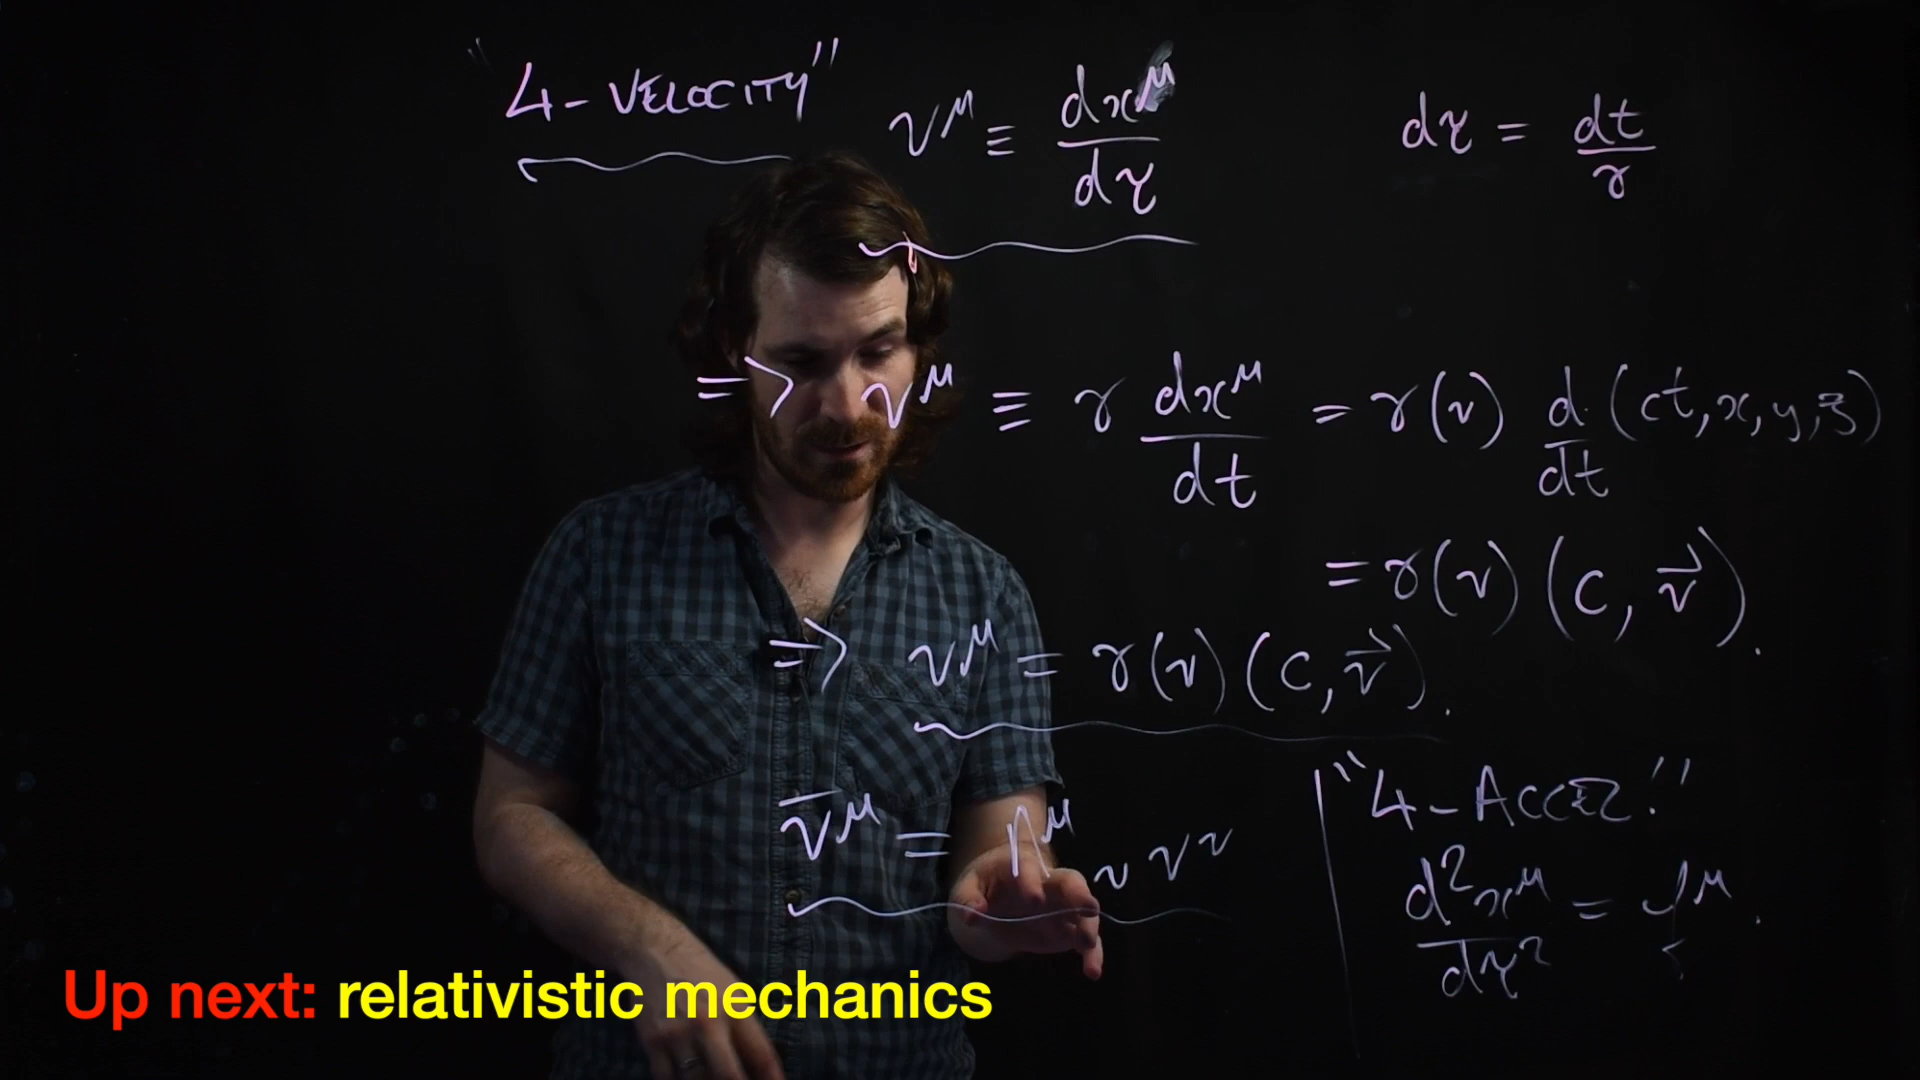 "4-VELOCITY" v^μ ≡ dx^μ/dτ dτ = dt/γ
=> v^μ ≡ γ dx^μ/dt = γ(v) d/dt (ct, x, y, z)
= γ(v) (c, v⃗).
=> v^μ = γ(v) (c, v⃗).
"4-ACCEL."
v̅^μ = Λ^μ_ν v^ν
d²x^μ/dτ² = f^μ.
Up next: relativistic mechanics